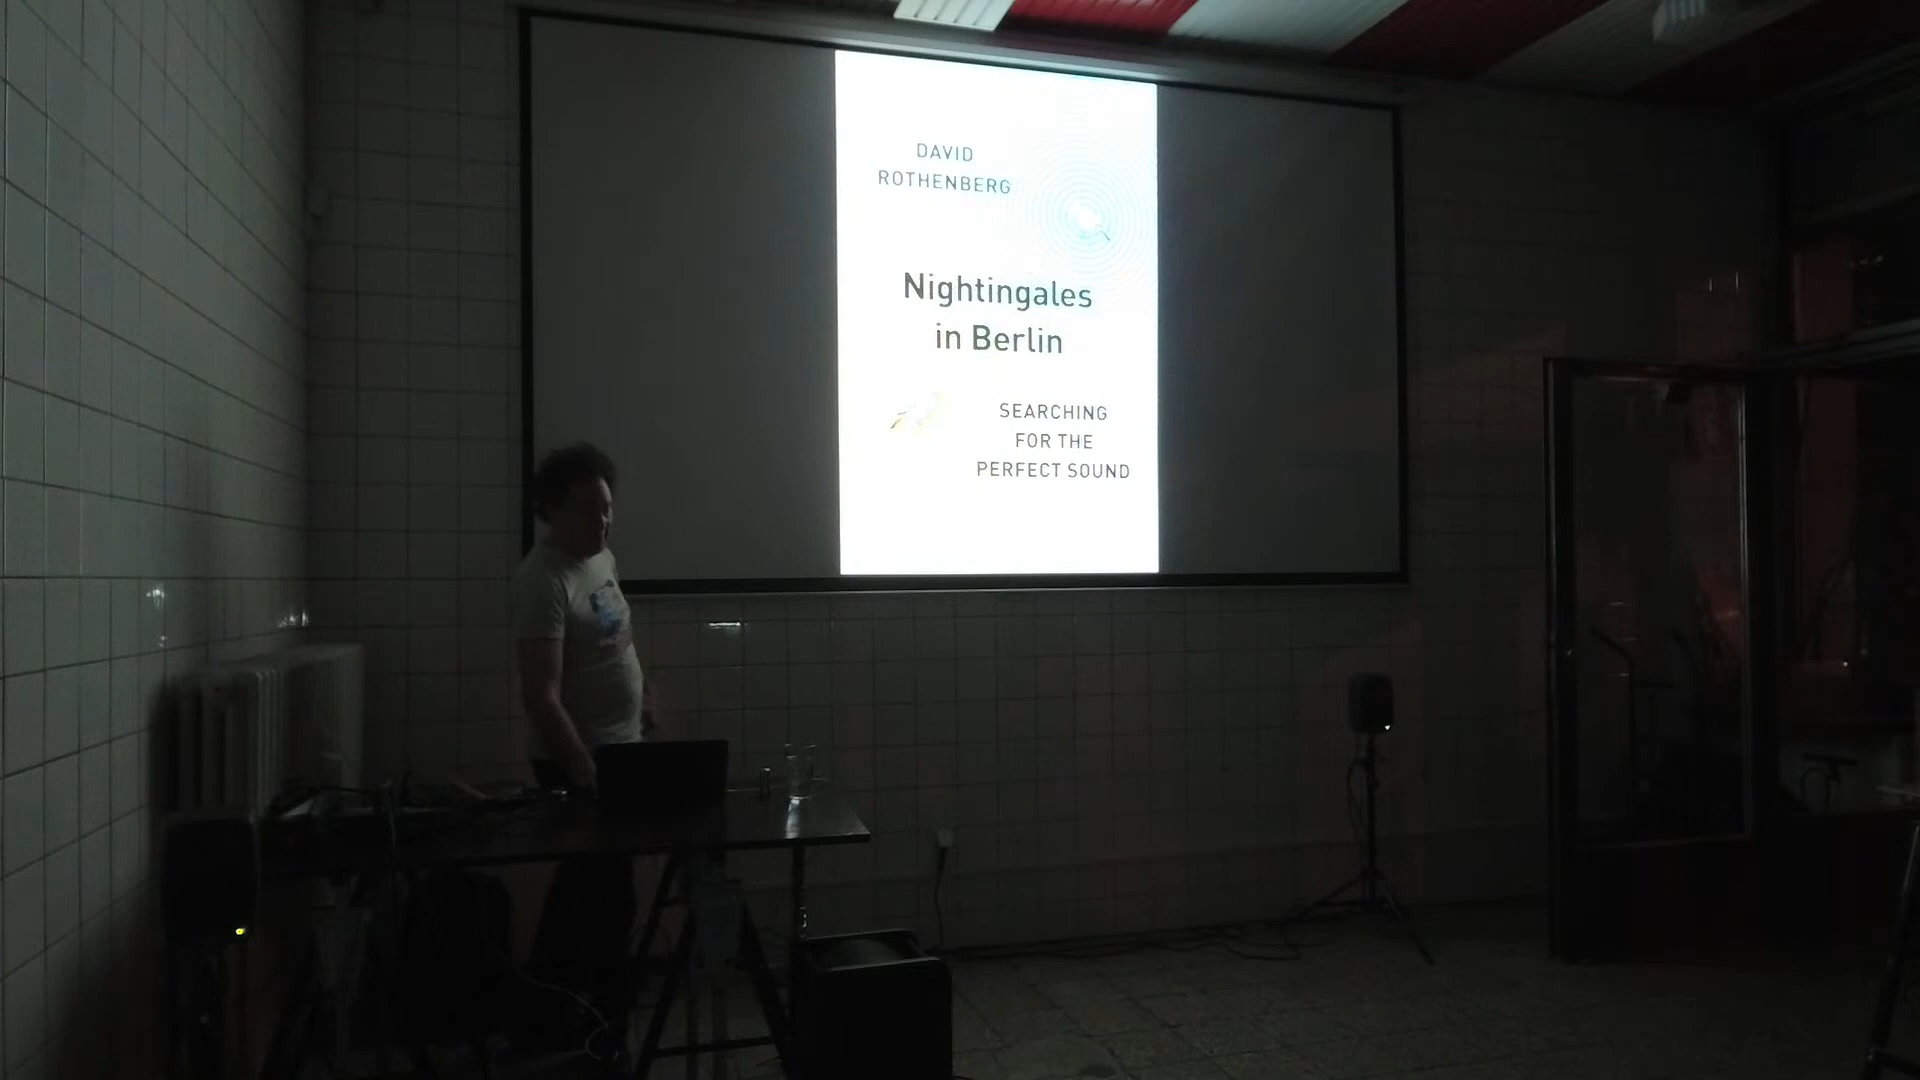 DAVID
ROTHENBERG
Nightingales
in Berlin
SEARCHING
FOR THE
PERFECT SOUND